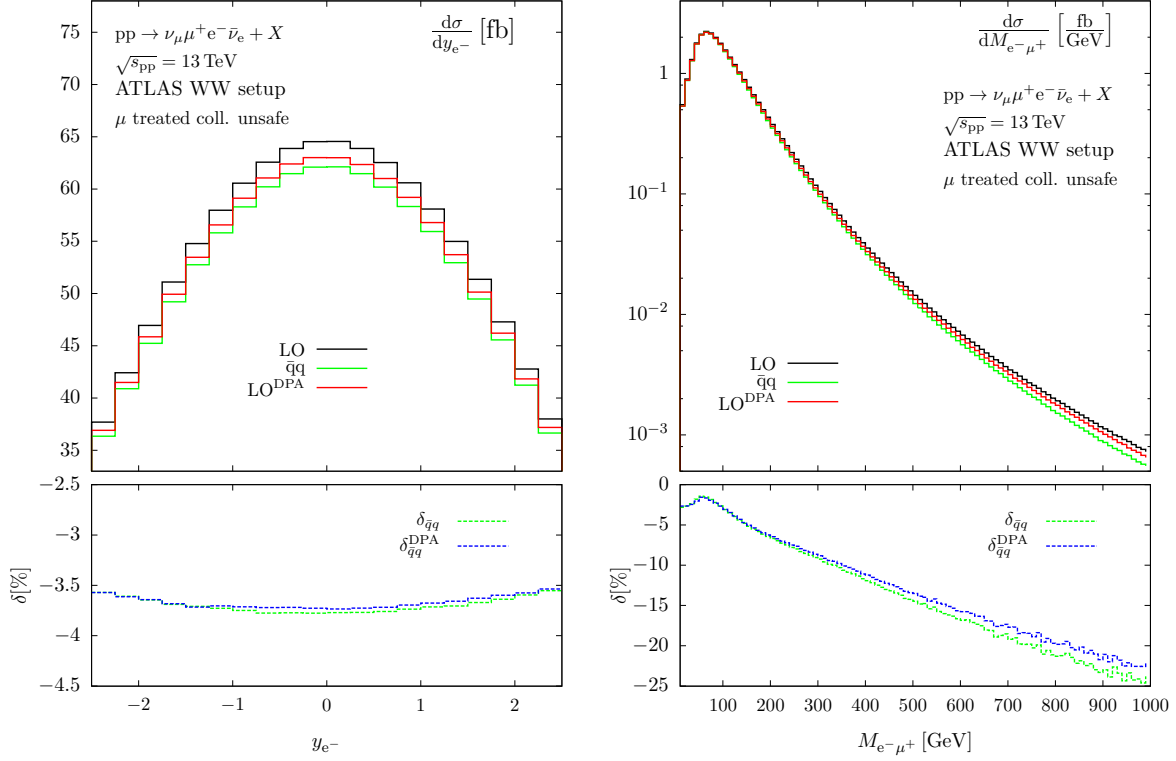 pp → ν_μ μ⁺ e⁻ ν̄_e + X
√s_pp = 13 TeV
ATLAS WW setup
μ treated coll. unsafe
dσ/dy_e⁻ [fb]
75
70
65
60
55
50
45
40
35
LO
q̄q
LO^DPA
−2.5
−3
−3.5
−4
−4.5
δ[%]
δ_q̄q
δ_q̄q^DPA
−2
−1
0
1
2
y_e⁻
dσ/dM_e⁻μ⁺ [fb/GeV]
pp → ν_μ μ⁺ e⁻ ν̄_e + X
√s_pp = 13 TeV
ATLAS WW setup
μ treated coll. unsafe
1
10⁻¹
10⁻²
10⁻³
LO
q̄q
LO^DPA
0
−5
−10
−15
−20
−25
δ[%]
δ_q̄q
δ_q̄q^DPA
100 200 300 400 500 600 700 800 900 1000
M_e⁻μ⁺ [GeV]